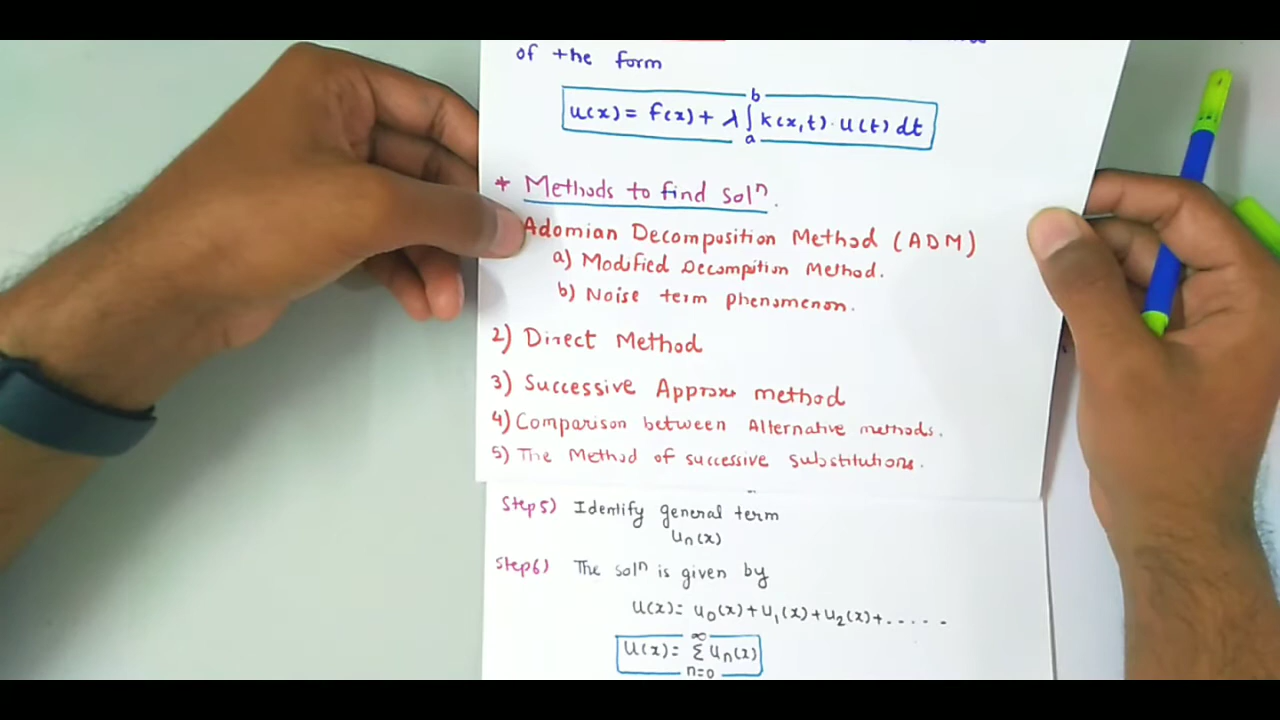 of the form
u(x) = f(x) + λ ∫ₐᵇ K(x,t) · u(t) dt
* Methods to find solⁿ.
Adomian Decomposition Method (ADM)
a) Modified Decompition Method.
b) Noise term phenomenon.
2) Direct Method
3) Successive Approx method
4) Comparison between Alternative methods.
5) The Method of successive substitutions.
Step5) Identify general term
uₙ(x)
Step6) The solⁿ is given by
u(x) = u₀(x) + u₁(x) + u₂(x) + .....
u(x) = ∞ Σ n=0 uₙ(x)